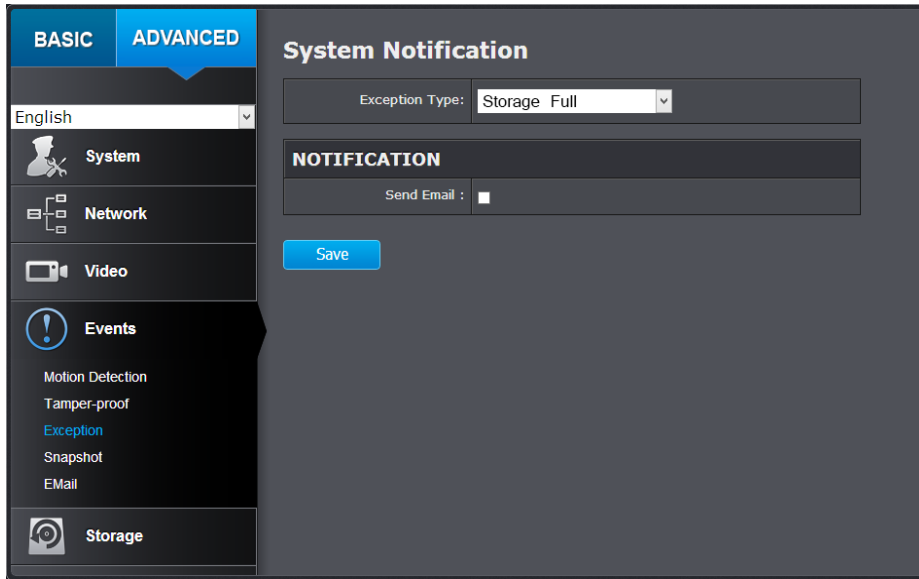 BASIC ADVANCED
English
System
Network
Video
Events
Motion Detection
Tamper-proof
Exception
Snapshot
EMail
Storage
System Notification
Exception Type: Storage Full
NOTIFICATION
Send Email :
Save